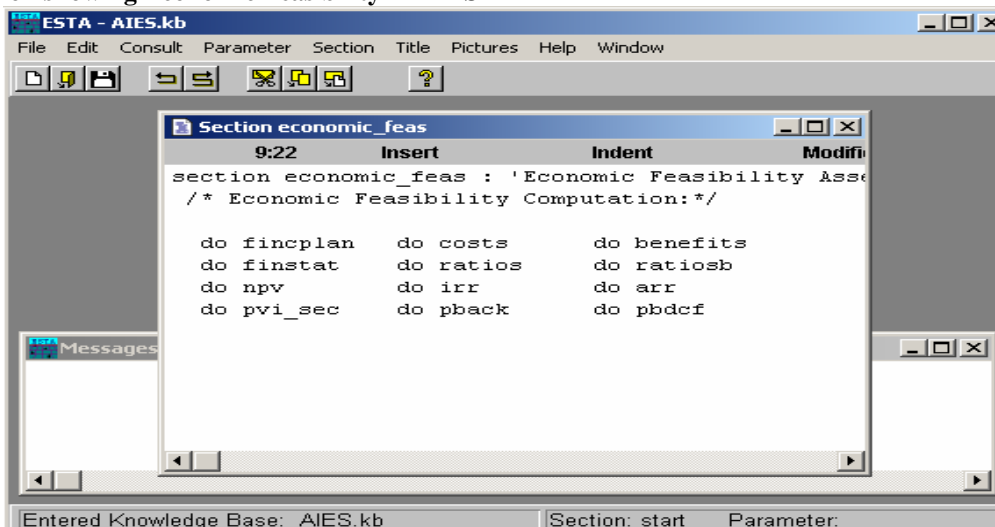 ESTA - AIES.kb
File Edit Consult Parameter Section Title Pictures Help Window
Section economic_feas
9:22 Insert Indent Modifi
section economic_feas : 'Economic Feasibility Asse
/* Economic Feasibility Computation:*/
do fincplan do costs do benefits
do finstat do ratios do ratiosb
do npv do irr do arr
do pvi_sec do pback do pbdcf
ESTA Messages
Entered Knowledge Base: AIES.kb Section: start Parameter: